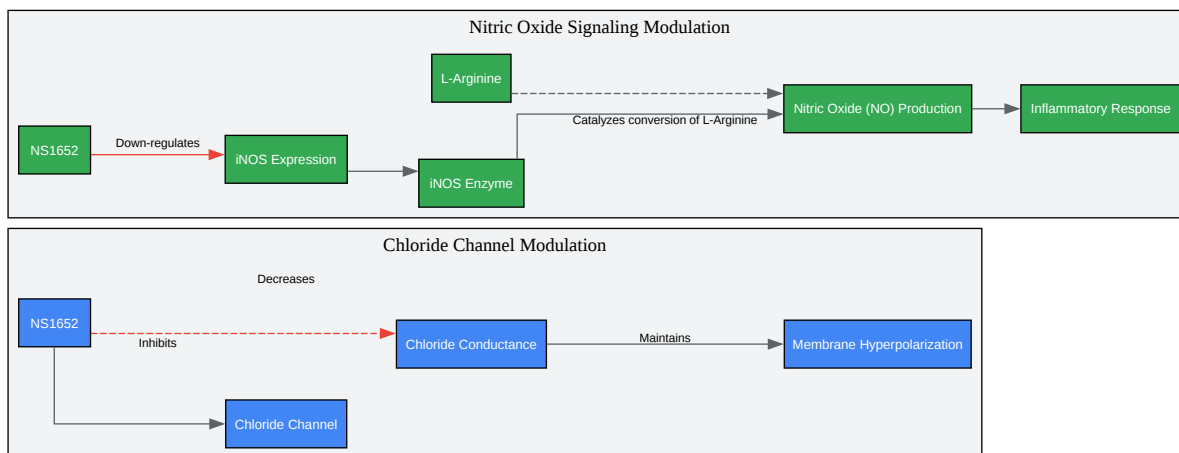 Nitric Oxide Signaling Modulation
L-Arginine
Nitric Oxide (NO) Production
Inflammatory Response
Catalyzes conversion of L-Arginine
NS1652
Down-regulates
iNOS Expression
iNOS Enzyme
Chloride Channel Modulation
Decreases
NS1652
Inhibits
Chloride Conductance
Maintains
Membrane Hyperpolarization
Chloride Channel